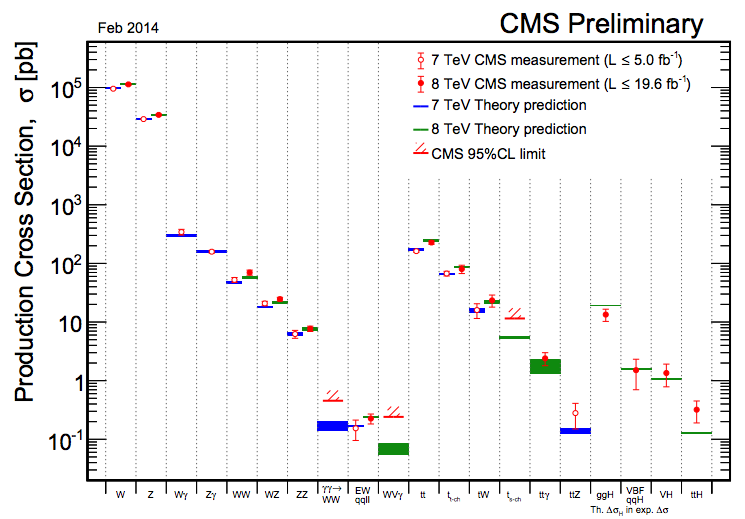 Feb 2014
CMS Preliminary
Production Cross Section, σ [pb]
10⁵
10⁴
10³
10²
10
1
10⁻¹
7 TeV CMS measurement (L ≤ 5.0 fb⁻¹)
8 TeV CMS measurement (L ≤ 19.6 fb⁻¹)
7 TeV Theory prediction
8 TeV Theory prediction
CMS 95%CL limit
W Z Wγ Zγ WW WZ ZZ γγ→ WW EW qqll WVγ tt t_t-ch tW t_s-ch ttγ ttZ ggH VBF qqH VH ttH
Th. Δσ_H in exp. Δσ